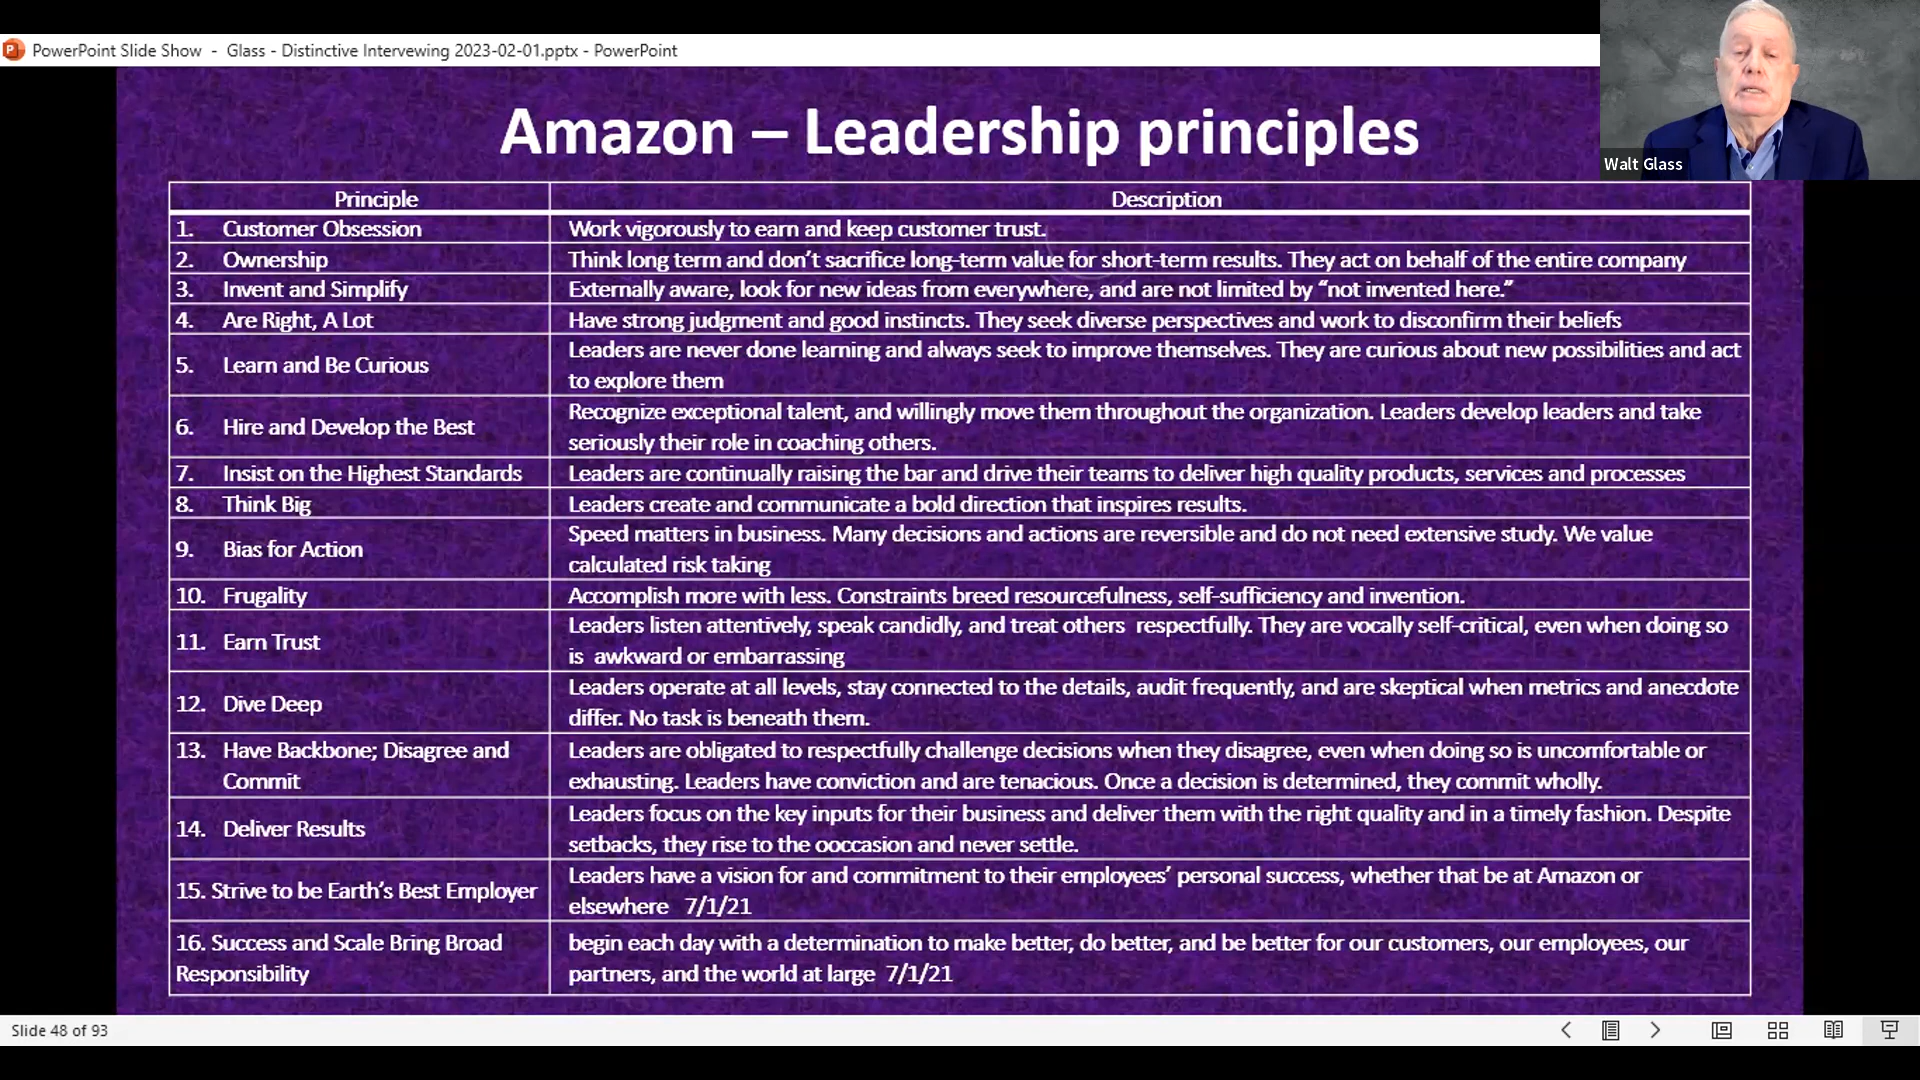 PowerPoint Slide Show - Glass - Distinctive Intervewing 2023-02-01.pptx - PowerPoint
Walt Glass
Amazon – Leadership principles
Principle Description
1. Customer Obsession Work vigorously to earn and keep customer trust.
2. Ownership Think long term and don't sacrifice long-term value for short-term results. They act on behalf of the entire company
3. Invent and Simplify Externally aware, look for new ideas from everywhere, and are not limited by “not invented here.”
4. Are Right, A Lot Have strong judgment and good instincts. They seek diverse perspectives and work to disconfirm their beliefs
5. Learn and Be Curious Leaders are never done learning and always seek to improve themselves. They are curious about new possibilities and act
to explore them
6. Hire and Develop the Best Recognize exceptional talent, and willingly move them throughout the organization. Leaders develop leaders and take
seriously their role in coaching others.
7. Insist on the Highest Standards Leaders are continually raising the bar and drive their teams to deliver high quality products, services and processes
8. Think Big Leaders create and communicate a bold direction that inspires results.
9. Bias for Action Speed matters in business. Many decisions and actions are reversible and do not need extensive study. We value
calculated risk taking
10. Frugality Accomplish more with less. Constraints breed resourcefulness, self-sufficiency and invention.
11. Earn Trust Leaders listen attentively, speak candidly, and treat others respectfully. They are vocally self-critical, even when doing so
is awkward or embarrassing
12. Dive Deep Leaders operate at all levels, stay connected to the details, audit frequently, and are skeptical when metrics and anecdote
differ. No task is beneath them.
13. Have Backbone; Disagree and Leaders are obligated to respectfully challenge decisions when they disagree, even when doing so is uncomfortable or
Commit exhausting. Leaders have conviction and are tenacious. Once a decision is determined, they commit wholly.
14. Deliver Results Leaders focus on the key inputs for their business and deliver them with the right quality and in a timely fashion. Despite
setbacks, they rise to the ooccasion and never settle.
15. Strive to be Earth's Best Employer Leaders have a vision for and commitment to their employees' personal success, whether that be at Amazon or
elsewhere 7/1/21
16. Success and Scale Bring Broad begin each day with a determination to make better, do better, and be better for our customers, our employees, our
Responsibility partners, and the world at large 7/1/21
Slide 48 of 93